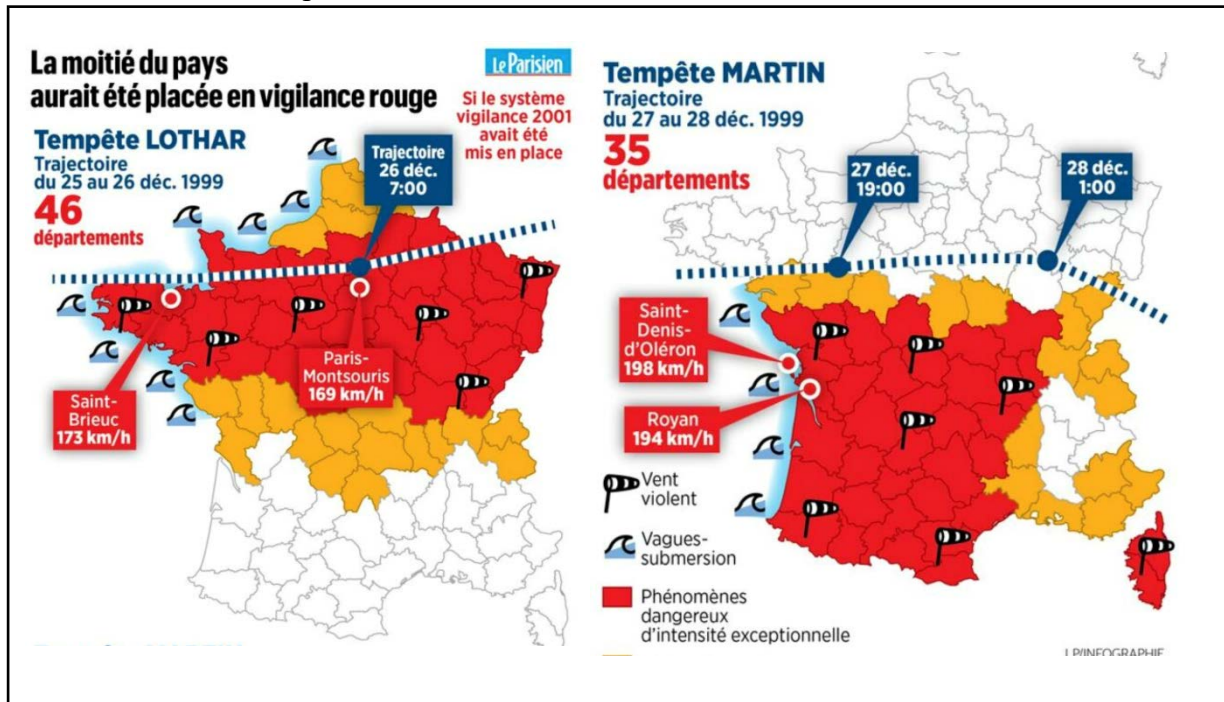 La moitié du pays
aurait été placée en vigilance rouge
Le Parisien
Si le système
vigilance 2001
avait été
mis en place
Tempête LOTHAR
Trajectoire
du 25 au 26 déc. 1999
46
départements
Trajectoire
26 déc.
7:00
Saint-
Brieuc
173 km/h
Paris-
Montsouris
169 km/h
Tempête MARTIN
Trajectoire
du 27 au 28 déc. 1999
35
départements
27 déc.
19:00
28 déc.
1:00
Saint-
Denis-
d'Oléron
198 km/h
Royan
194 km/h
Vent
violent
Vagues-
submersion
Phénomènes
dangereux
d'intensité exceptionnelle
LP/INFOGRAPHIE